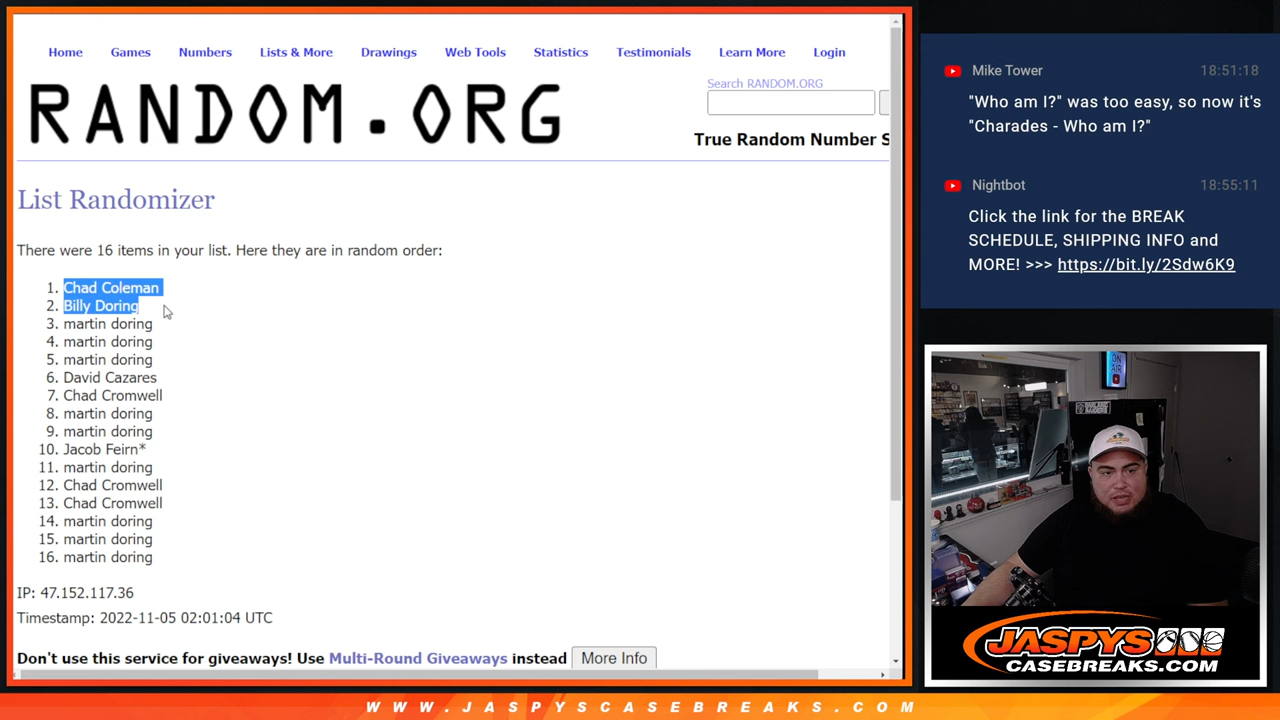 Home Games Numbers Lists & More Drawings Web Tools Statistics Testimonials Learn More Login
RANDOM.ORG
Search RANDOM.ORG
True Random Number S
List Randomizer
There were 16 items in your list. Here they are in random order:
1. Chad Coleman
2. Billy Doring
3. martin doring
4. martin doring
5. martin doring
6. David Cazares
7. Chad Cromwell
8. martin doring
9. martin doring
10. Jacob Feirn*
11. martin doring
12. Chad Cromwell
13. Chad Cromwell
14. martin doring
15. martin doring
16. martin doring
IP: 47.152.117.36
Timestamp: 2022-11-05 02:01:04 UTC
Don't use this service for giveaways! Use Multi-Round Giveaways instead More Info
Mike Tower 18:51:18
"Who am I?" was too easy, so now it's
"Charades - Who am I?"
Nightbot 18:55:11
Click the link for the BREAK
SCHEDULE, SHIPPING INFO and
MORE! >>> https://bit.ly/2Sdw6K9
ON
AIR
JASPYS
CASEBREAKS.COM
WWW.JASPYSCASEBREAKS.COM